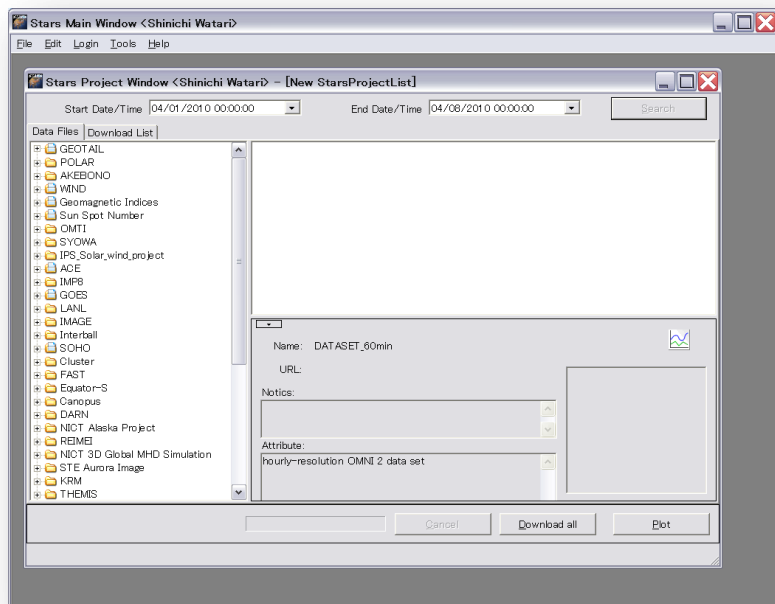 Stars Main Window <Shinichi Watari>
File Edit Login Tools Help
Stars Project Window <Shinichi Watari> - [New StarsProjectList]
Start Date/Time 04/01/2010 00:00:00 End Date/Time 04/08/2010 00:00:00 Search
Data Files Download List
GEOTAIL
POLAR
AKEBONO
WIND
Geomagnetic Indices
Sun Spot Number
OMTI
SYOWA
IPS_Solar_wind_project
ACE
IMP8
GOES
LANL
IMAGE
Interball
SOHO
Cluster
FAST
Equator-S
Canopus
DARN
NICT Alaska Project
REIMEI
NICT 3D Global MHD Simulation
STE Aurora Image
KRM
THEMIS
Name: DATASET_60min
URL:
Notics:
Attribute:
hourly-resolution OMNI 2 data set
Cancel Download all Plot